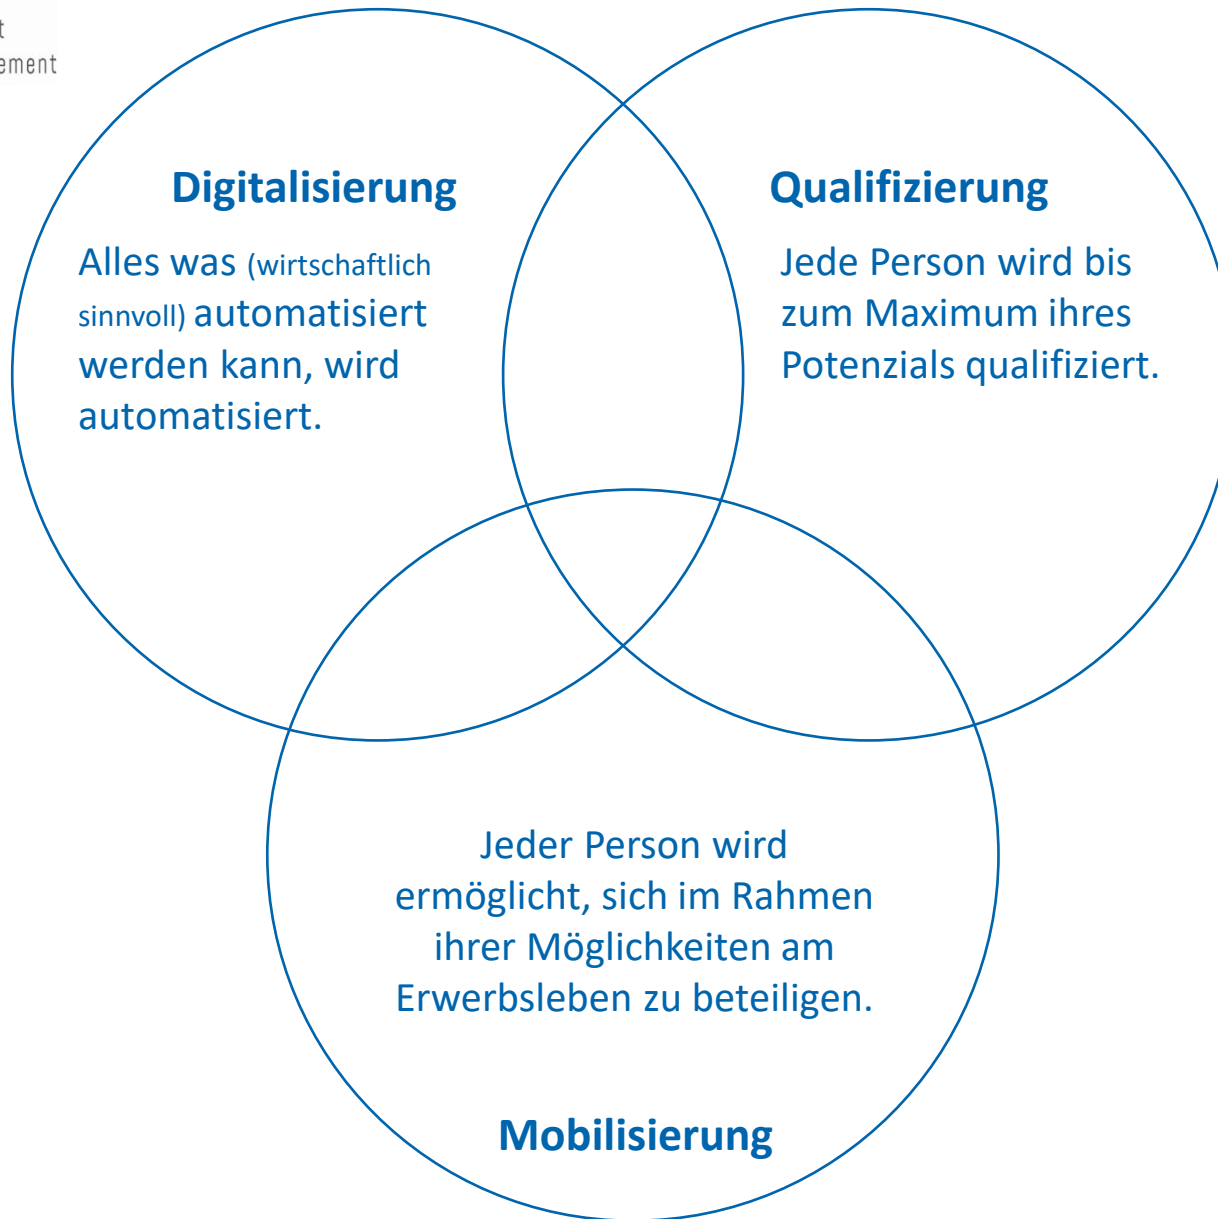 t
ement
Digitalisierung
Alles was (wirtschaftlich
sinnvoll) automatisiert
werden kann, wird
automatisiert.
Qualifizierung
Jede Person wird bis
zum Maximum ihres
Potenzials qualifiziert.
Jeder Person wird
ermöglicht, sich im Rahmen
ihrer Möglichkeiten am
Erwerbsleben zu beteiligen.
Mobilisierung